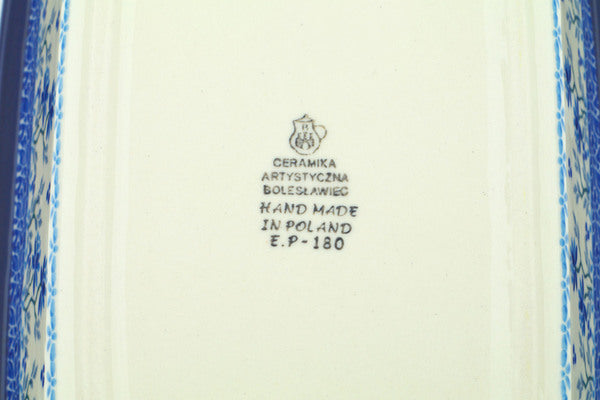 CERAMIKA
ARTYSTYCZNA
BOLESŁAWIEC
HAND MADE
IN POLAND
E.P-180